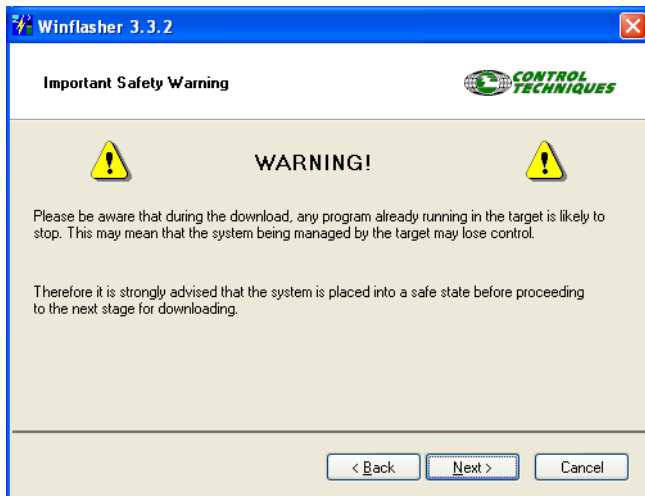 Winflasher 3.3.2
Important Safety Warning
CONTROL
TECHNIQUES
WARNING!
Please be aware that during the download, any program already running in the target is likely to
stop. This may mean that the system being managed by the target may lose control.
Therefore it is strongly advised that the system is placed into a safe state before proceeding
to the next stage for downloading.
< Back
Next >
Cancel